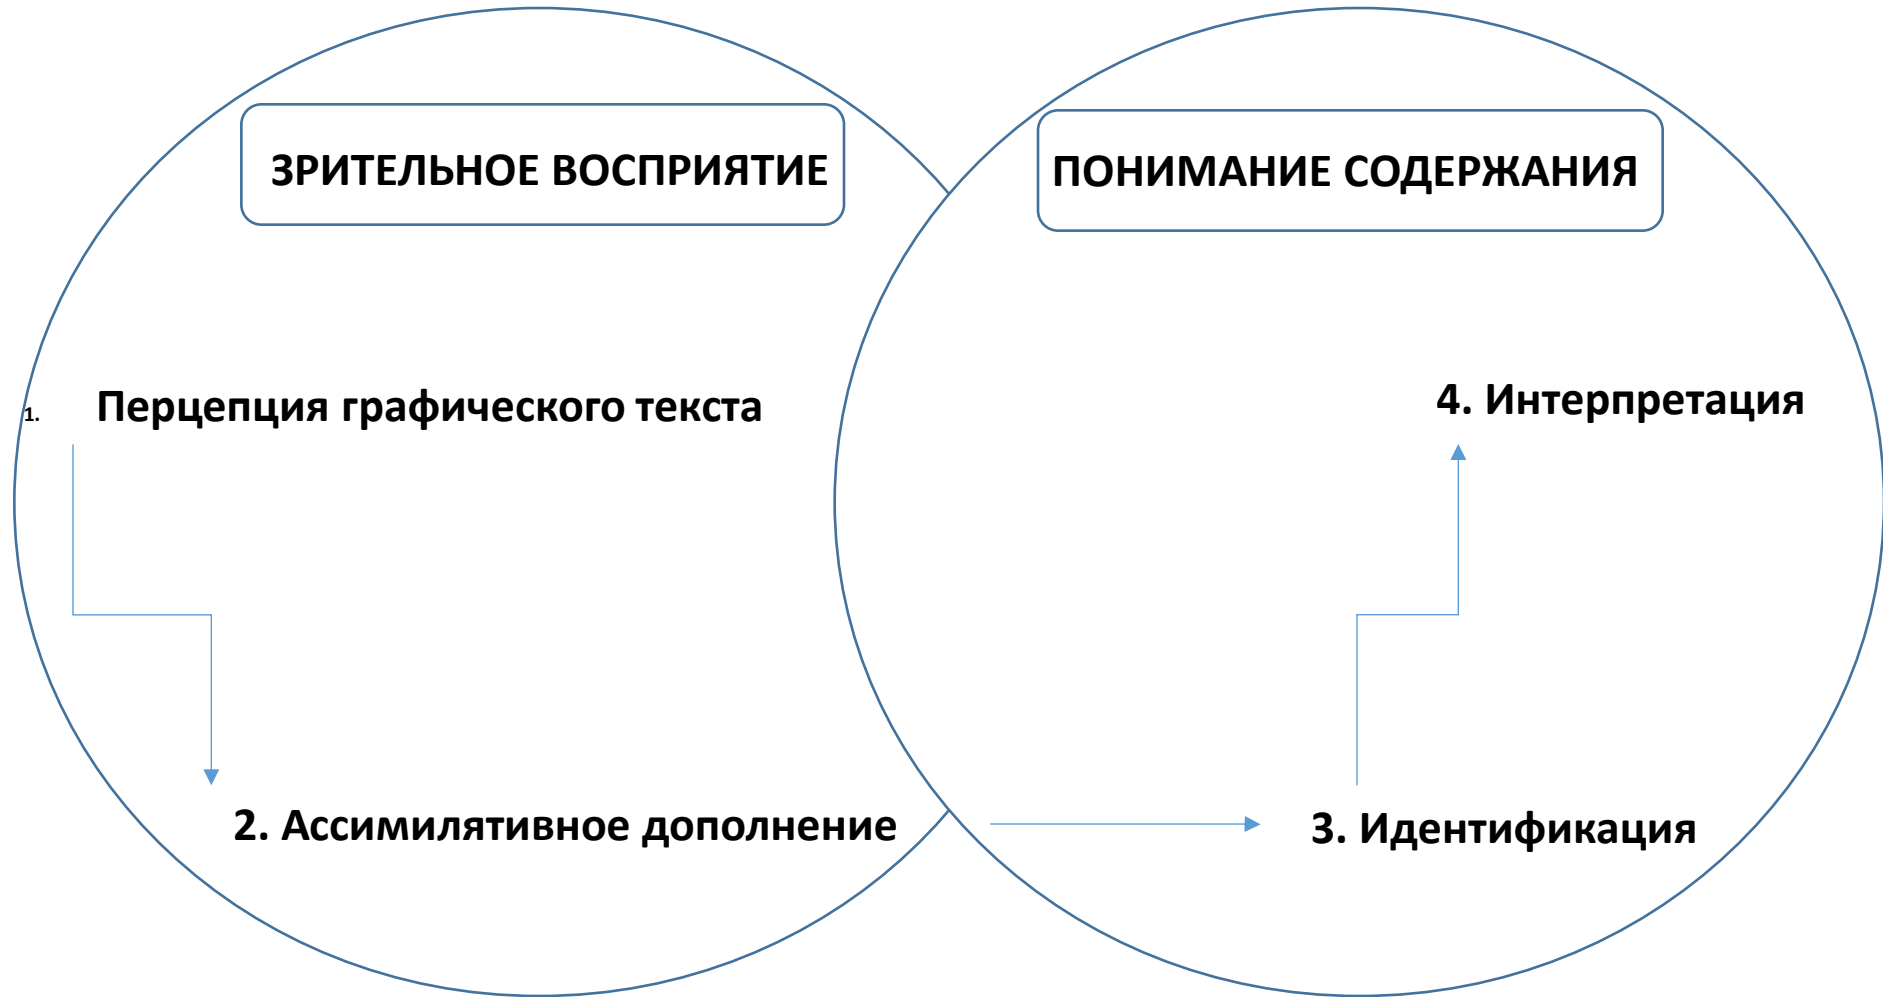 ЗРИТЕЛЬНОЕ ВОСПРИЯТИЕ
ПОНИМАНИЕ СОДЕРЖАНИЯ
1. Перцепция графического текста
4. Интерпретация
2. Ассимилятивное дополнение
3. Идентификация